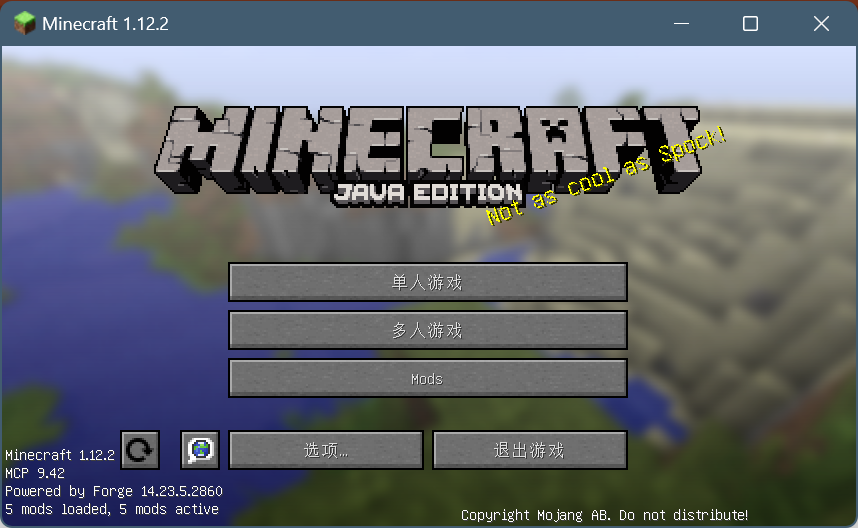 Minecraft 1.12.2
MINECRAFT
JAVA EDITION
Not as cool as Spock!
单人游戏
多人游戏
Mods
选项...
退出游戏
Minecraft 1.12.2
MCP 9.42
Powered by Forge 14.23.5.2860
5 mods loaded, 5 mods active
Copyright Mojang AB. Do not distribute!